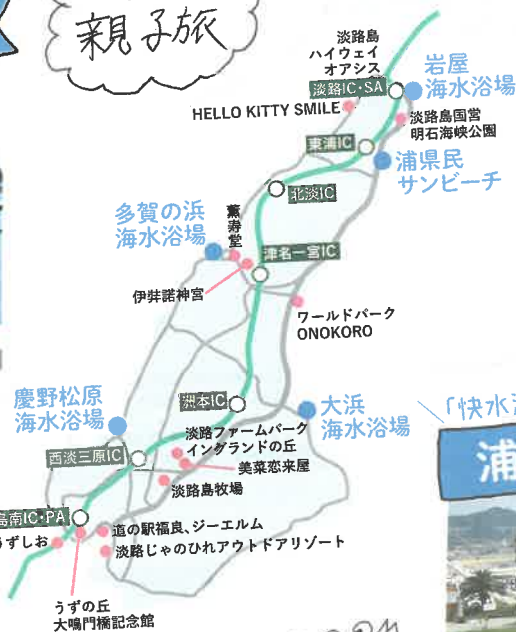 親子旅
淡路島
ハイウェイ
オアシス
淡路IC・SA
岩屋
海水浴場
HELLO KITTY SMILE
淡路島国営
明石海峡公園
東浦IC
浦県民
サンビーチ
北淡IC
多賀の浜
海水浴場
薫寿堂
津名一宮IC
伊弉諾神宮
ワールドパーク
ONOKORO
慶野松原
海水浴場
洲本IC
大浜
海水浴場
「快水
淡路ファームパーク
イングランドの丘
西淡三原IC
美菜恋来屋
淡路島牧場
浦
島南IC・PA
うずしお
道の駅福良、ジーエルム
淡路じゃのひれアウトドアリゾート
うずの丘
大鳴門橋記念館